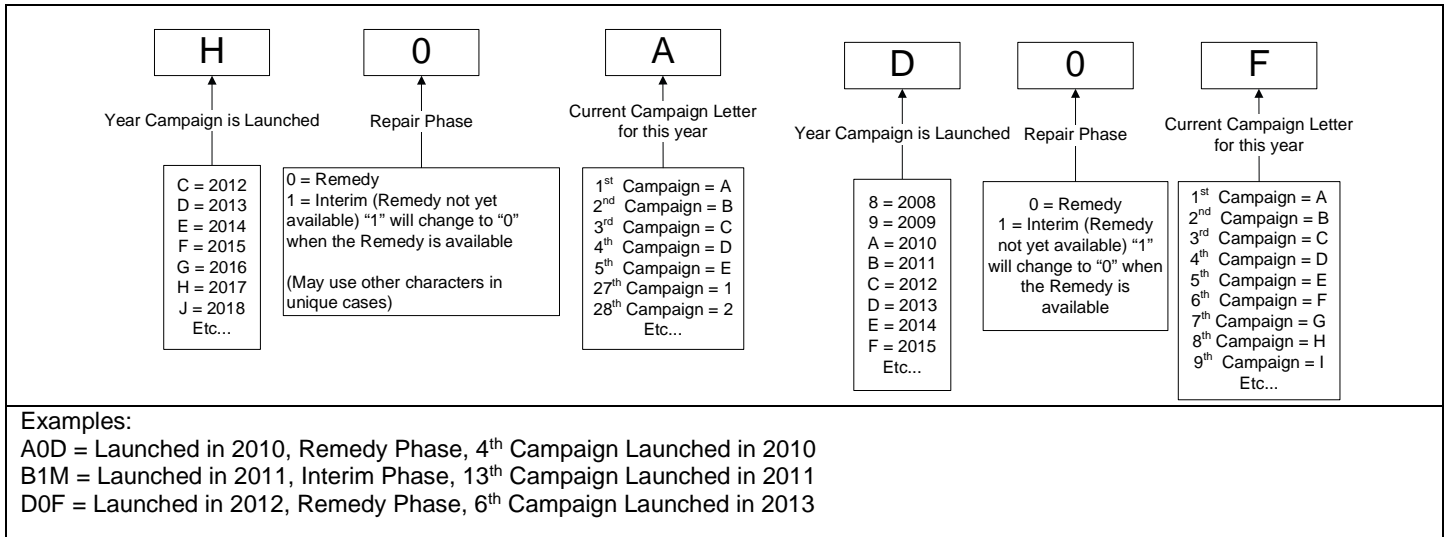 H
0
A
Year Campaign is Launched
Repair Phase
Current Campaign Letter
for this year
C = 2012
D = 2013
E = 2014
F = 2015
G = 2016
H = 2017
J = 2018
Etc...
0 = Remedy
1 = Interim (Remedy not yet
available) “1” will change to “0”
when the Remedy is available
(May use other characters in
unique cases)
1st Campaign = A
2nd Campaign = B
3rd Campaign = C
4th Campaign = D
5th Campaign = E
27th Campaign = 1
28th Campaign = 2
Etc...
D
0
F
Year Campaign is Launched
Repair Phase
Current Campaign Letter
for this year
8 = 2008
9 = 2009
A = 2010
B = 2011
C = 2012
D = 2013
E = 2014
F = 2015
Etc...
0 = Remedy
1 = Interim (Remedy
not yet available) “1”
will change to “0” when
the Remedy is
available
1st Campaign = A
2nd Campaign = B
3rd Campaign = C
4th Campaign = D
5th Campaign = E
6th Campaign = F
7th Campaign = G
8th Campaign = H
9th Campaign = I
Etc...
Examples:
A0D = Launched in 2010, Remedy Phase, 4th Campaign Launched in 2010
B1M = Launched in 2011, Interim Phase, 13th Campaign Launched in 2011
D0F = Launched in 2012, Remedy Phase, 6th Campaign Launched in 2013